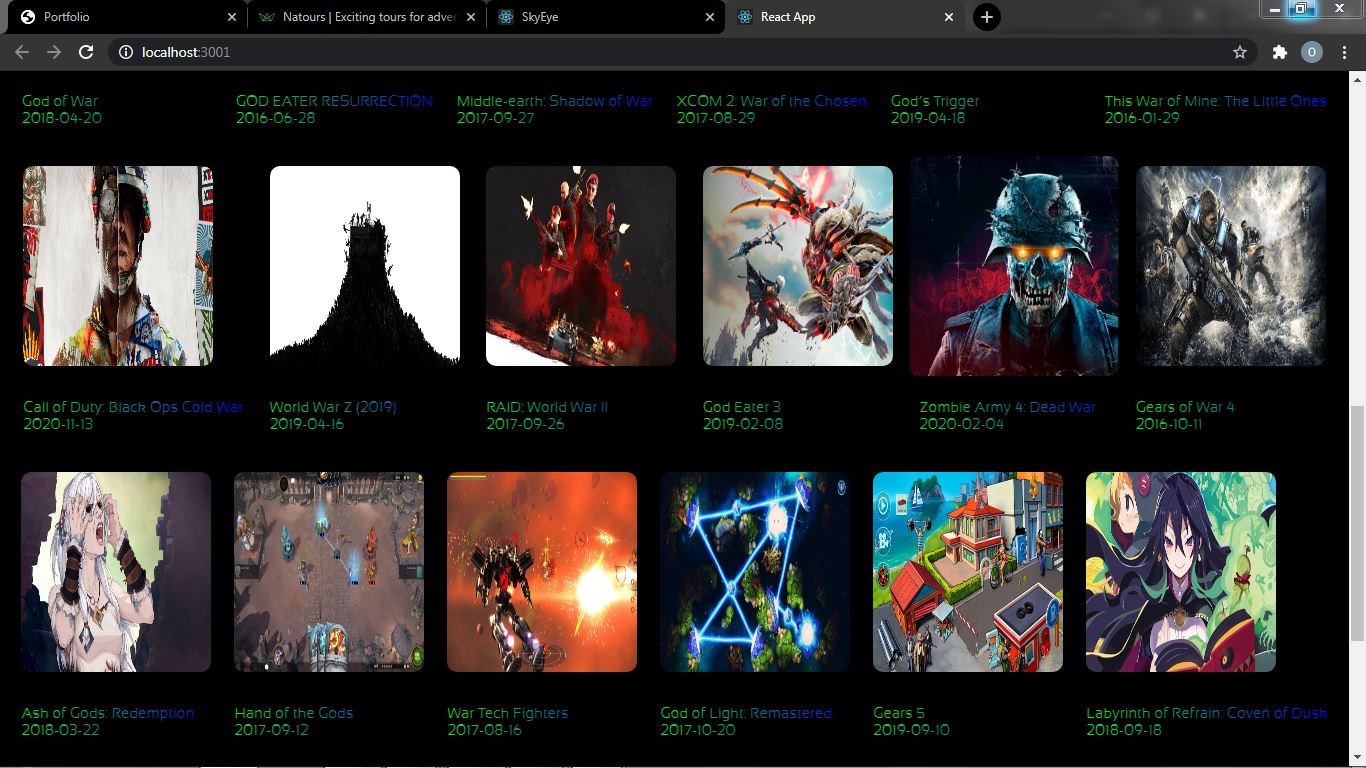 Portfolio
Natours | Exciting tours for adver
SkyEye
React App
localhost:3001
O
God of War
2018-04-20
GOD EATER RESURRECTION
2016-06-28
Middle-earth: Shadow of War
2017-09-27
XCOM 2: War of the Chosen
2017-08-29
God's Trigger
2019-04-18
This War of Mine: The Little Ones
2016-01-29
Call of Duty: Black Ops Cold War
2020-11-13
World War Z (2019)
2019-04-16
RAID: World War II
2017-09-26
God Eater 3
2019-02-08
Zombie Army 4: Dead War
2020-02-04
Gears of War 4
2016-10-11
Ash of Gods: Redemption
2018-03-22
Hand of the Gods
2017-09-12
War Tech Fighters
2017-08-16
God of Light: Remastered
2017-10-20
Gears 5
2019-09-10
Labyrinth of Refrain: Coven of Dusk
2018-09-18